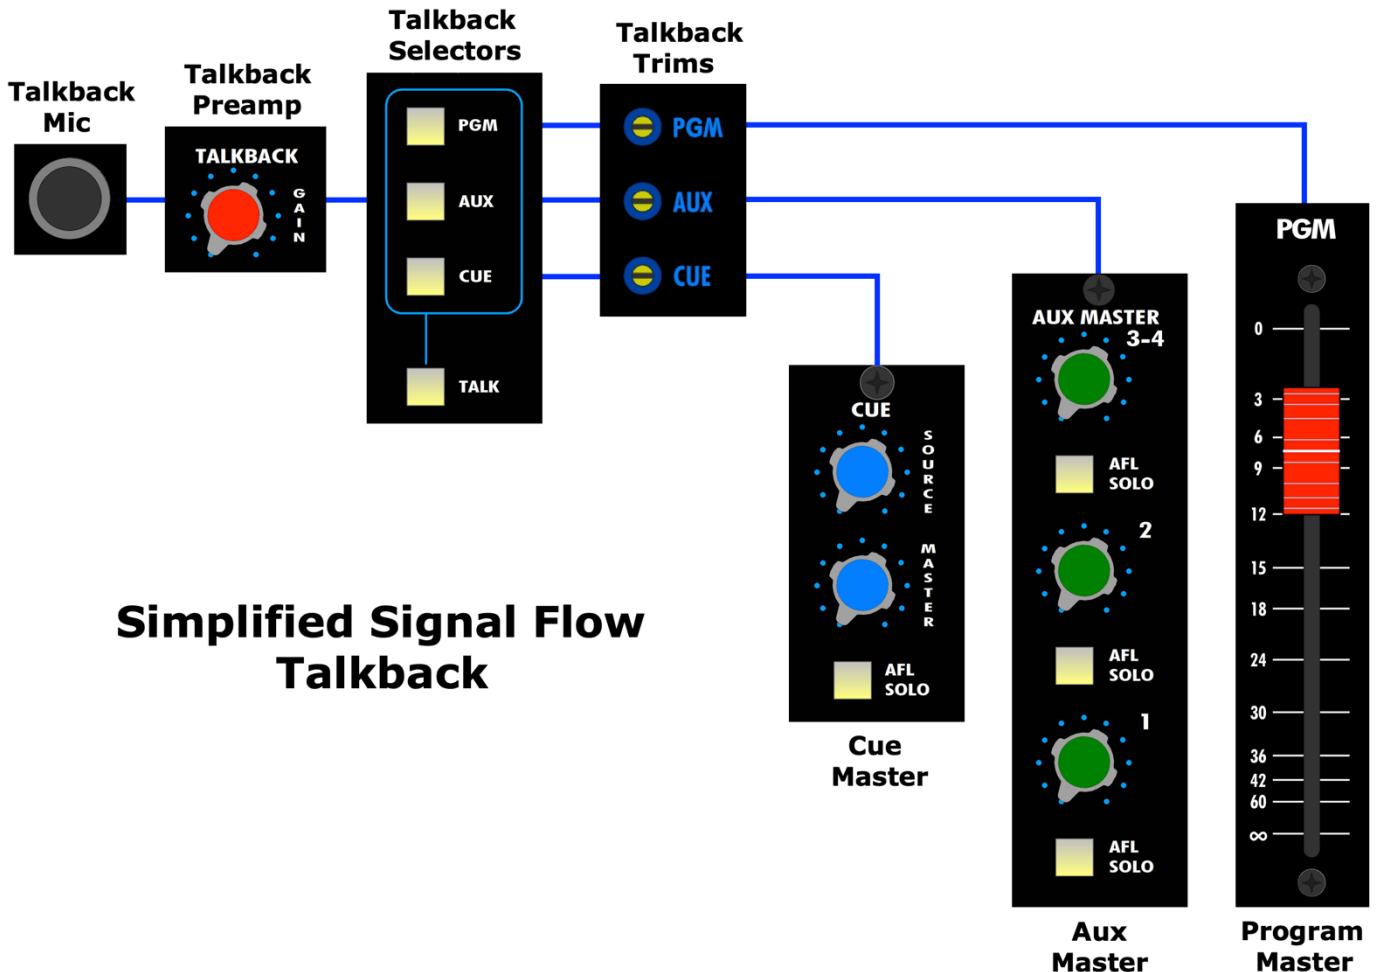 Talkback
Mic
Talkback
Preamp
TALKBACK
GAIN
Talkback
Selectors
PGM
AUX
CUE
TALK
Talkback
Trims
PGM
AUX
CUE
CUE
SOURCE
MASTER
AFL
SOLO
Cue
Master
AUX MASTER
3-4
AFL
SOLO
2
AFL
SOLO
1
AFL
SOLO
Aux
Master
PGM
0
3
6
9
12
15
18
24
30
36
42
60
∞
Program
Master
Simplified Signal Flow
Talkback